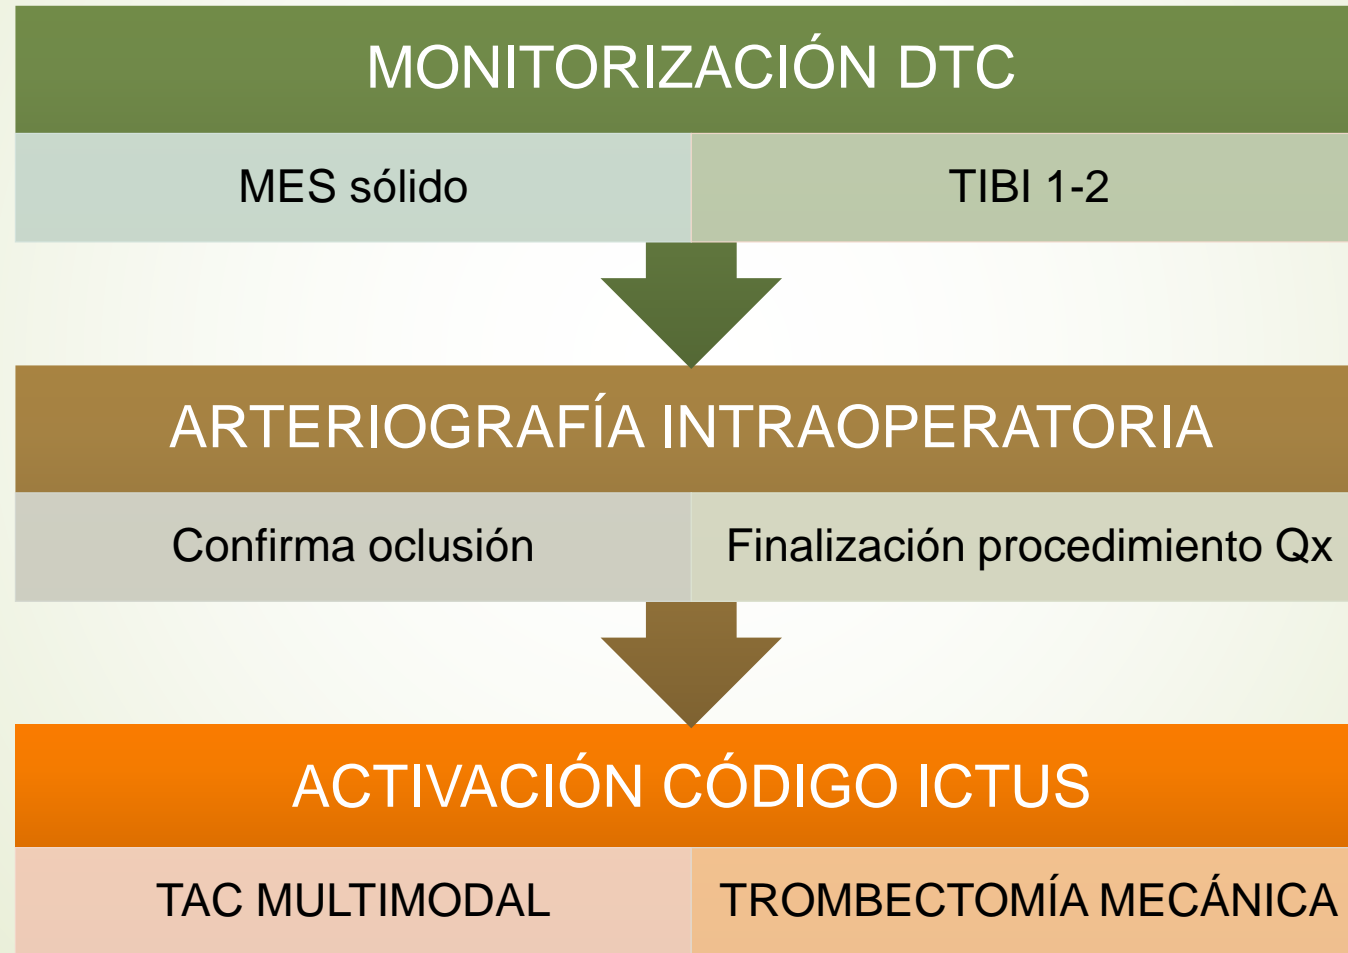 MONITORIZACIÓN DTC
MES sólido
TIBI 1-2
ARTERIOGRAFÍA INTRAOPERATORIA
Confirma oclusión
Finalización procedimiento Qx
ACTIVACIÓN CÓDIGO ICTUS
TAC MULTIMODAL
TROMBECTOMÍA MECÁNICA